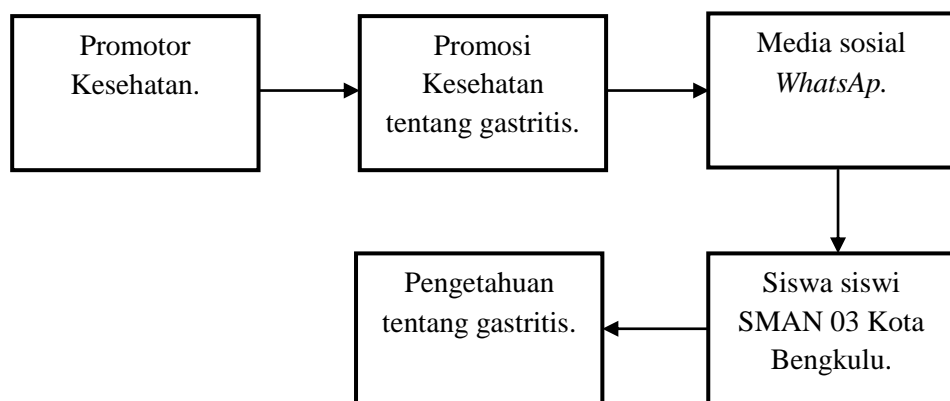 Promotor
Kesehatan.
Promosi
Kesehatan
tentang gastritis.
Media sosial
WhatsAp.
Siswa siswi
SMAN 03 Kota
Bengkulu.
Pengetahuan
tentang gastritis.